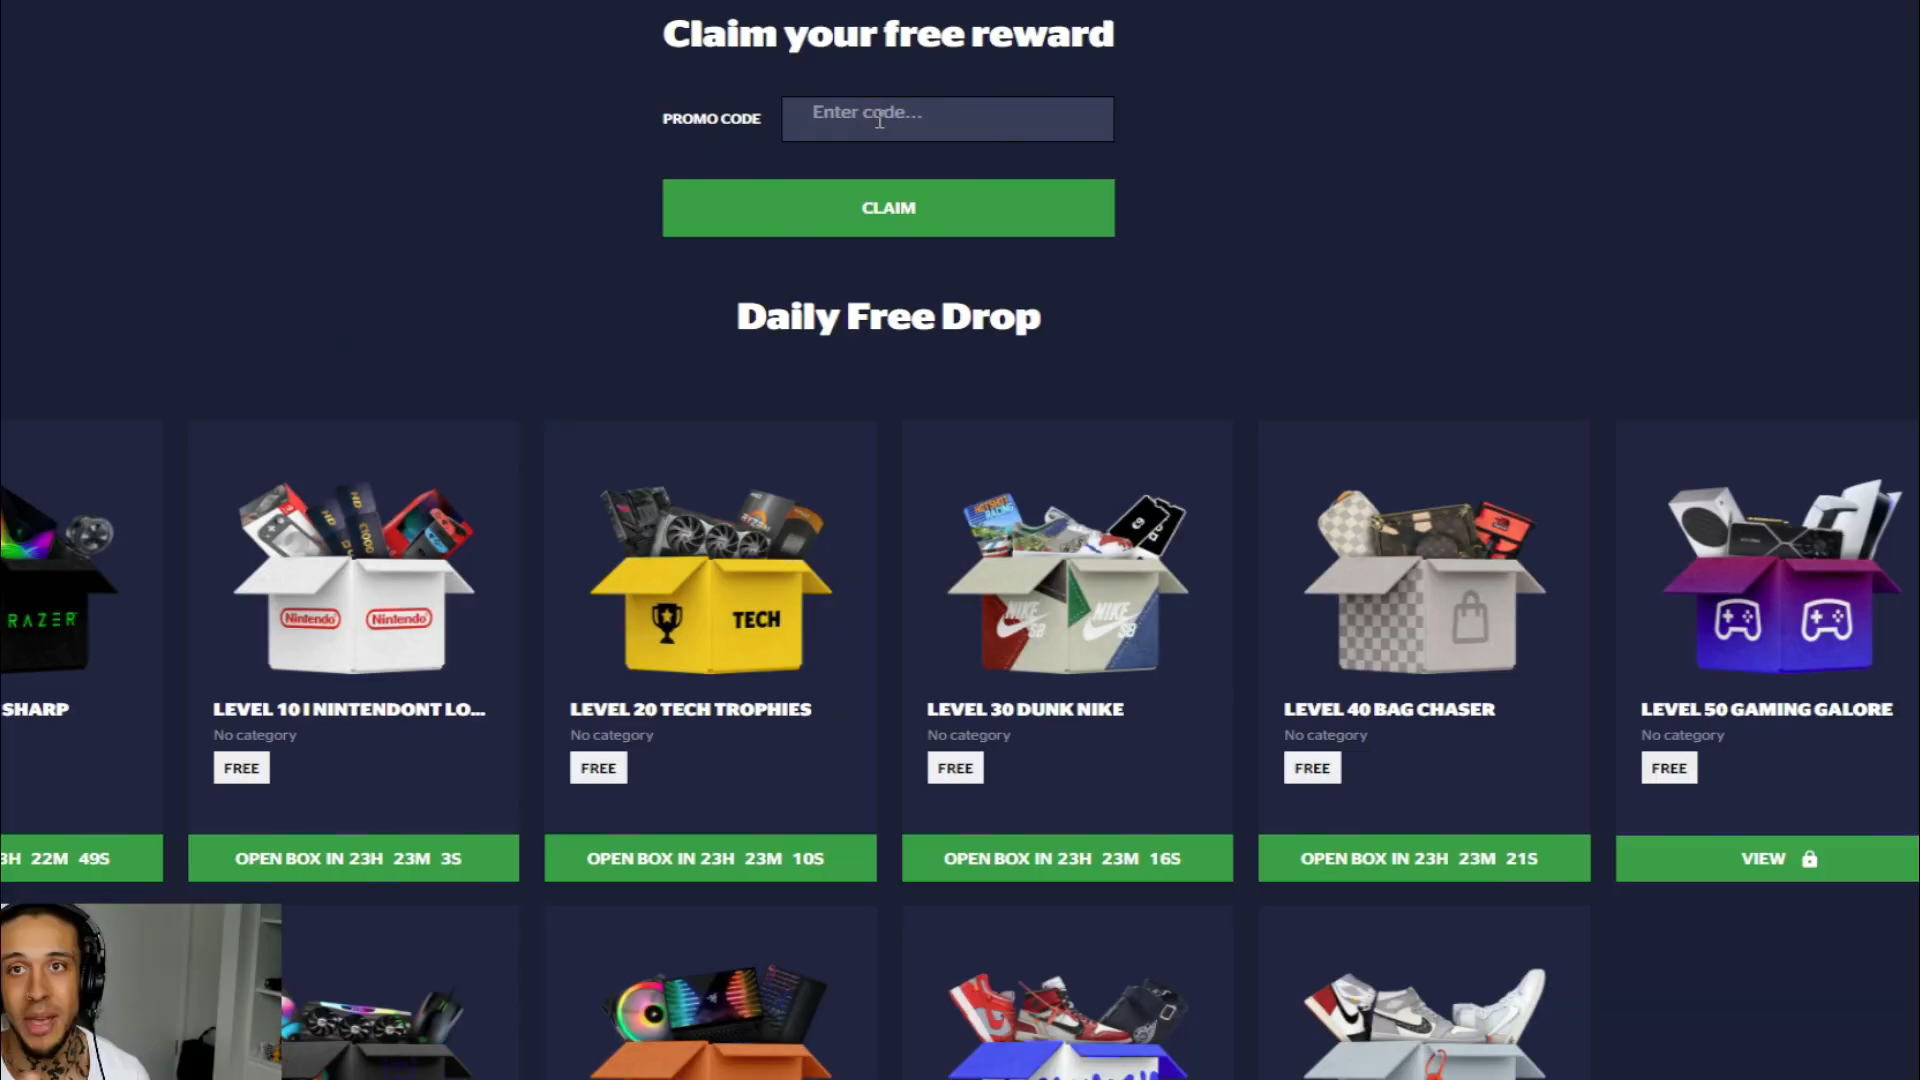 Claim your free reward
PROMO CODE
Enter code...
CLAIM
Daily Free Drop
RAZER
Nintendo Nintendo
TECH
NIKE SB NIKE SB
SHARP
LEVEL 10 I NINTENDONT LO...
LEVEL 20 TECH TROPHIES
LEVEL 30 DUNK NIKE
LEVEL 40 BAG CHASER
LEVEL 50 GAMING GALORE
No category
No category
No category
No category
No category
FREE
FREE
FREE
FREE
FREE
3H 22M 49S
OPEN BOX IN 23H 23M 3S
OPEN BOX IN 23H 23M 10S
OPEN BOX IN 23H 23M 16S
OPEN BOX IN 23H 23M 21S
VIEW